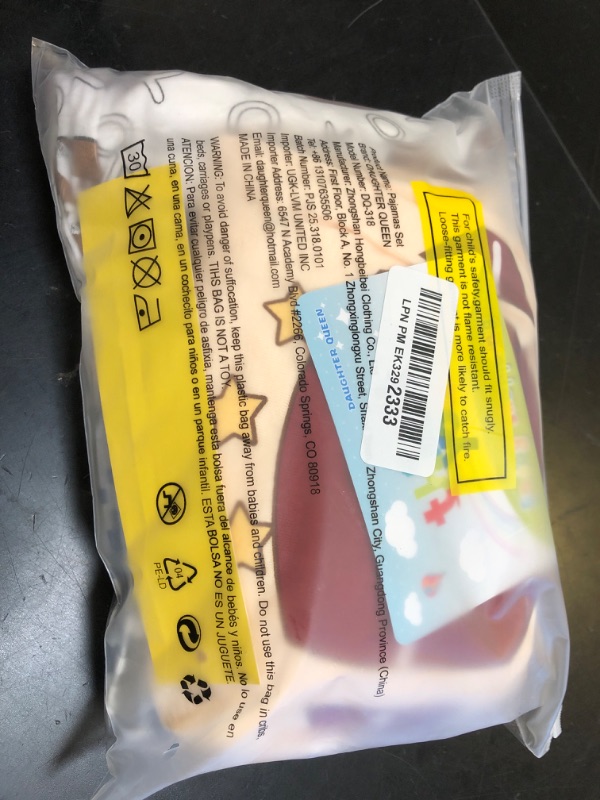 For child's safety,garment should fit snugly.
This garment is not flame resistant.
Loose-fitting is more likely to catch fire.
Product Name: Pajamas Set
Brand: DAUGHTER QUEEN
Model Number: DQ-318
Manufacturer: Zhongshan Hongbeibei Clothing Co.,
Address: First Floor, Block A, No. 1 Zhongxinglongxu Street, Zhongshan City, Guangdong Province (China)
Tel: +86 13107635506
Batch Number: PJS 25.318.0101
Importer: UGK-LVM UNITED INC
Importer Address: 6547 N Academy Blvd #2266, Colorado Springs, CO 80918
Email: daughterqueen@hotmail.com
MADE IN CHINA
WARNING: To avoid danger of suffocation, keep this plastic bag away from babies and children. Do not use this bag in cribs,
beds, carriages or playpens. TIHS BAG IS NOT A TOY.
ATENCION: Para evitar cualquier peligro de asfixia, mantenga esta bolsa fuera del alcance de bebés y niños. No lo use en
una cuna, en una cama, en un cochecito para niños o en un parque infantil. ESTA BOLSA NO ES UN JUGUETE.
30
04
PE-LD
LPN PM EK329 2333
DAUGHTER QUEEN